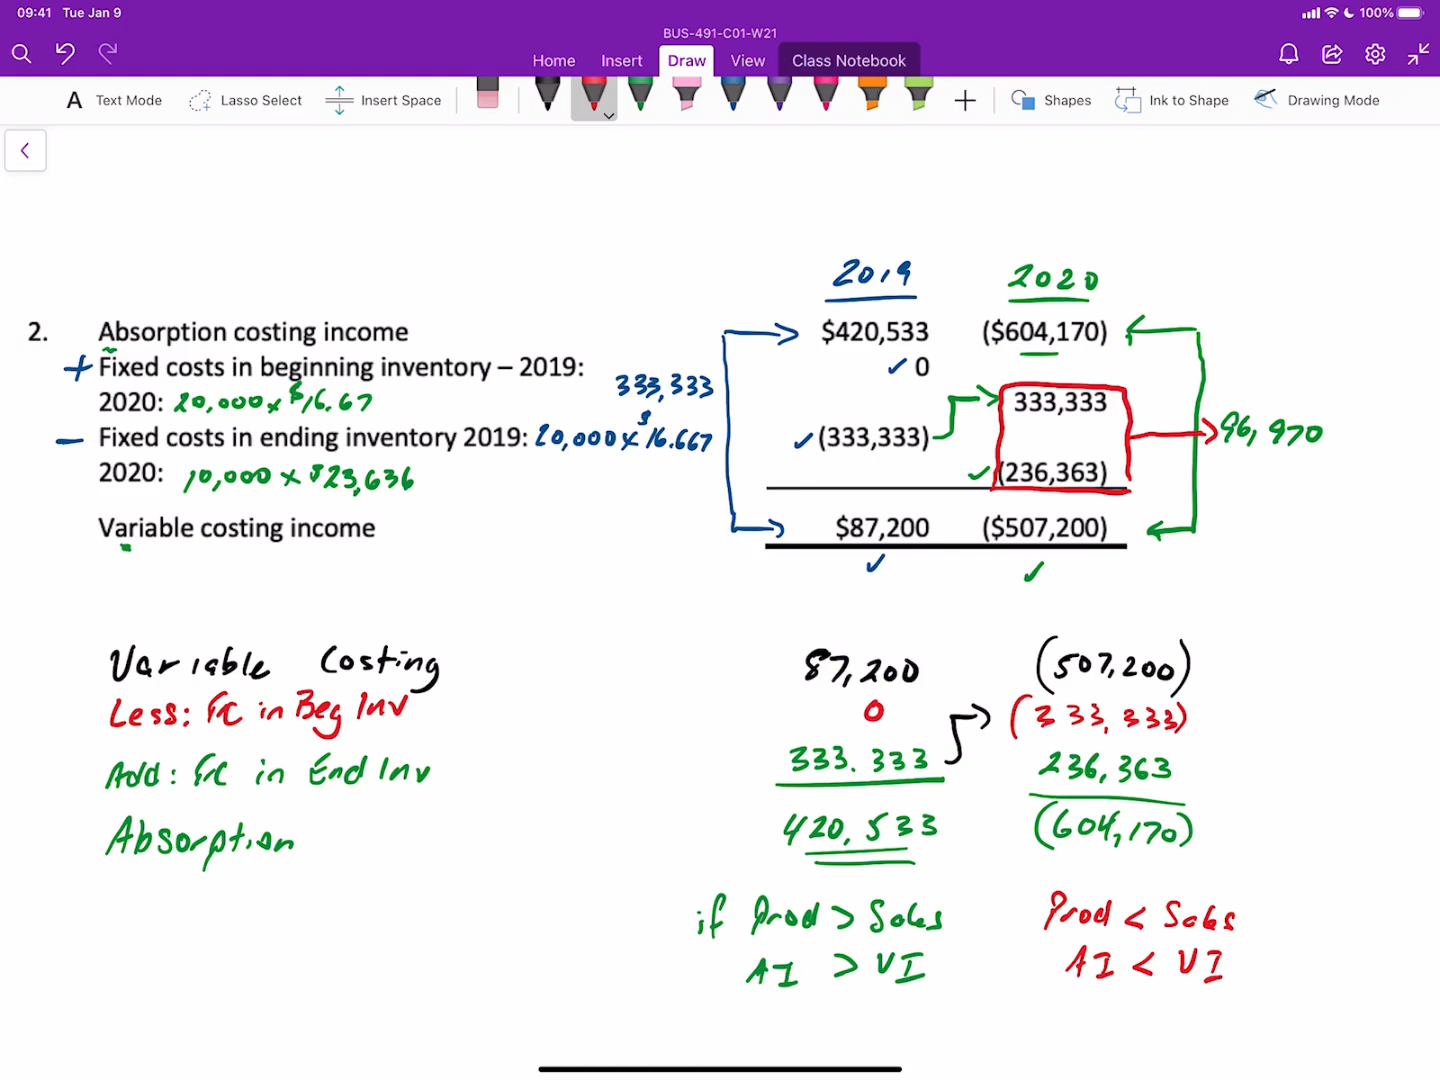 09:41 Tue Jan 9 100%
BUS-491-C01-W21
Home Insert Draw View Class Notebook
A Text Mode Lasso Select Insert Space Shapes Ink to Shape Drawing Mode
2019 2020
2. Absorption costing income $420,533 ($604,170)
+ Fixed costs in beginning inventory – 2019: ✓ 0
333,333
2020: 20,000 x $16.67 333,333
— Fixed costs in ending inventory 2019: 20,000 x $16.667 ✓ (333,333) 96,970
2020: 10,000 x $23,636 ✓ (236,363)
Variable costing income $87,200 ($507,200)
✓ ✓
Variable Costing 87,200 (507,200)
Less: FC in Beg Inv 0 (333,333)
Add: FC in End Inv 333.333 236,363
Absorption 420,533 (604,170)
if Prod > Sales Prod < Sales
AI > VI AI < VI